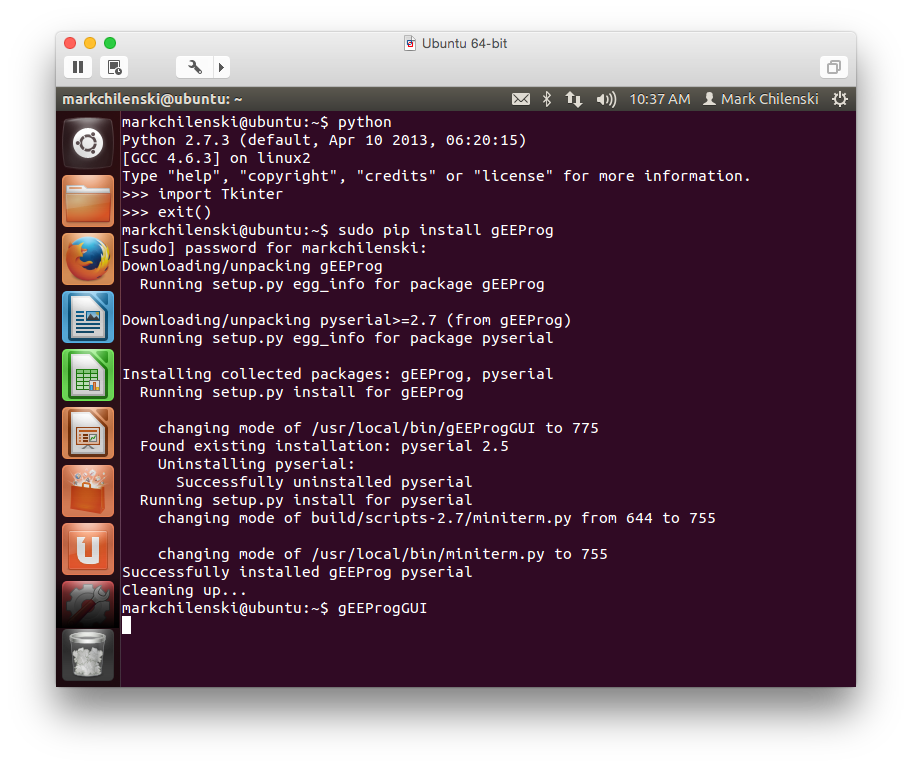 Ubuntu 64-bit
markchilenski@ubuntu: ~
10:37 AM Mark Chilenski
markchilenski@ubuntu:~$ python
Python 2.7.3 (default, Apr 10 2013, 06:20:15)
[GCC 4.6.3] on linux2
Type "help", "copyright", "credits" or "license" for more information.
>>> import Tkinter
>>> exit()
markchilenski@ubuntu:~$ sudo pip install gEEProg
[sudo] password for markchilenski:
Downloading/unpacking gEEProg
  Running setup.py egg_info for package gEEProg
Downloading/unpacking pyserial>=2.7 (from gEEProg)
  Running setup.py egg_info for package pyserial
Installing collected packages: gEEProg, pyserial
  Running setup.py install for gEEProg
    changing mode of /usr/local/bin/gEEProgGUI to 775
  Found existing installation: pyserial 2.5
    Uninstalling pyserial:
      Successfully uninstalled pyserial
  Running setup.py install for pyserial
    changing mode of build/scripts-2.7/miniterm.py from 644 to 755
    changing mode of /usr/local/bin/miniterm.py to 755
Successfully installed gEEProg pyserial
Cleaning up...
markchilenski@ubuntu:~$ gEEProgGUI